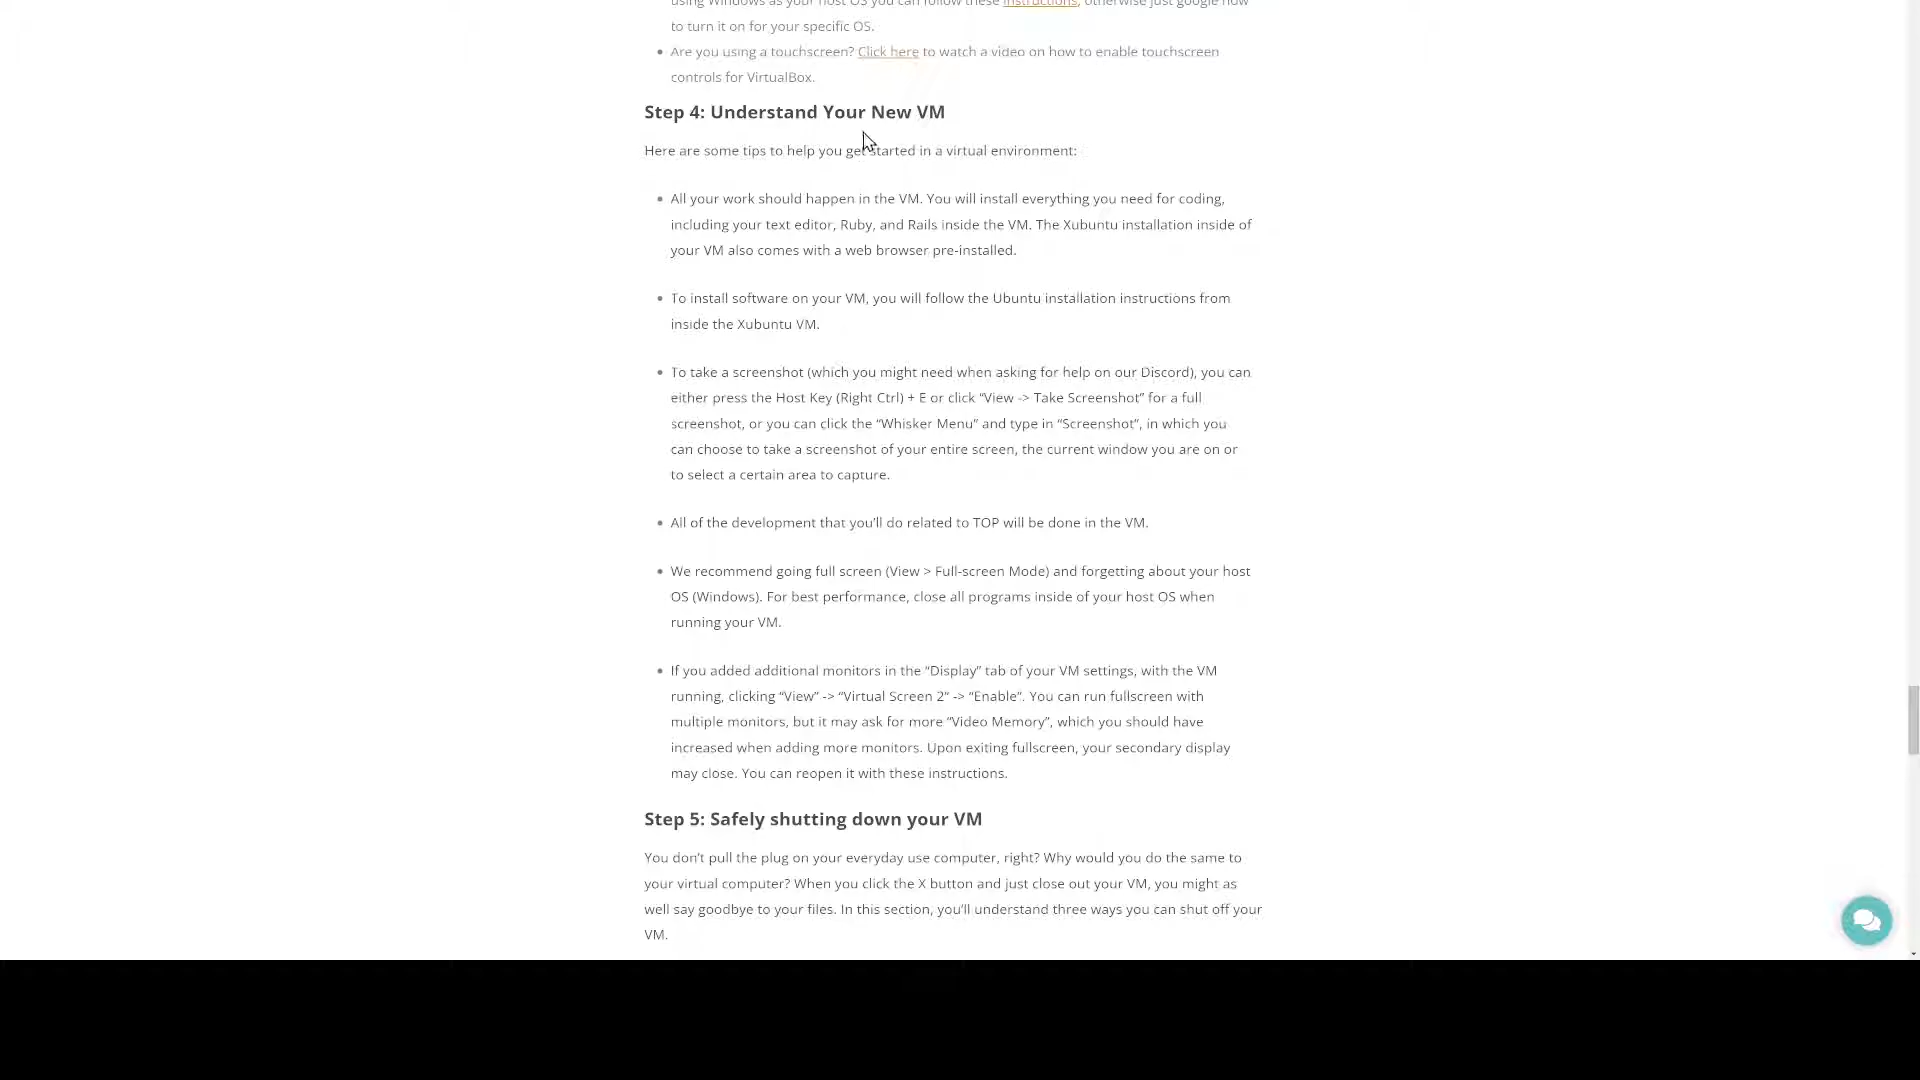 using Windows as your host OS you can follow these instructions, otherwise just google how
to turn it on for your specific OS.
Are you using a touchscreen? Click here to watch a video on how to enable touchscreen
controls for VirtualBox.
Step 4: Understand Your New VM
Here are some tips to help you get started in a virtual environment:
All your work should happen in the VM. You will install everything you need for coding,
including your text editor, Ruby, and Rails inside the VM. The Xubuntu installation inside of
your VM also comes with a web browser pre-installed.
To install software on your VM, you will follow the Ubuntu installation instructions from
inside the Xubuntu VM.
To take a screenshot (which you might need when asking for help on our Discord), you can
either press the Host Key (Right Ctrl) + E or click “View -> Take Screenshot” for a full
screenshot, or you can click the “Whisker Menu” and type in “Screenshot”, in which you
can choose to take a screenshot of your entire screen, the current window you are on or
to select a certain area to capture.
All of the development that you’ll do related to TOP will be done in the VM.
We recommend going full screen (View > Full-screen Mode) and forgetting about your host
OS (Windows). For best performance, close all programs inside of your host OS when
running your VM.
If you added additional monitors in the “Display” tab of your VM settings, with the VM
running, clicking “View” -> “Virtual Screen 2” -> “Enable”. You can run fullscreen with
multiple monitors, but it may ask for more “Video Memory”, which you should have
increased when adding more monitors. Upon exiting fullscreen, your secondary display
may close. You can reopen it with these instructions.
Step 5: Safely shutting down your VM
You don’t pull the plug on your everyday use computer, right? Why would you do the same to
your virtual computer? When you click the X button and just close out your VM, you might as
well say goodbye to your files. In this section, you’ll understand three ways you can shut off your
VM.